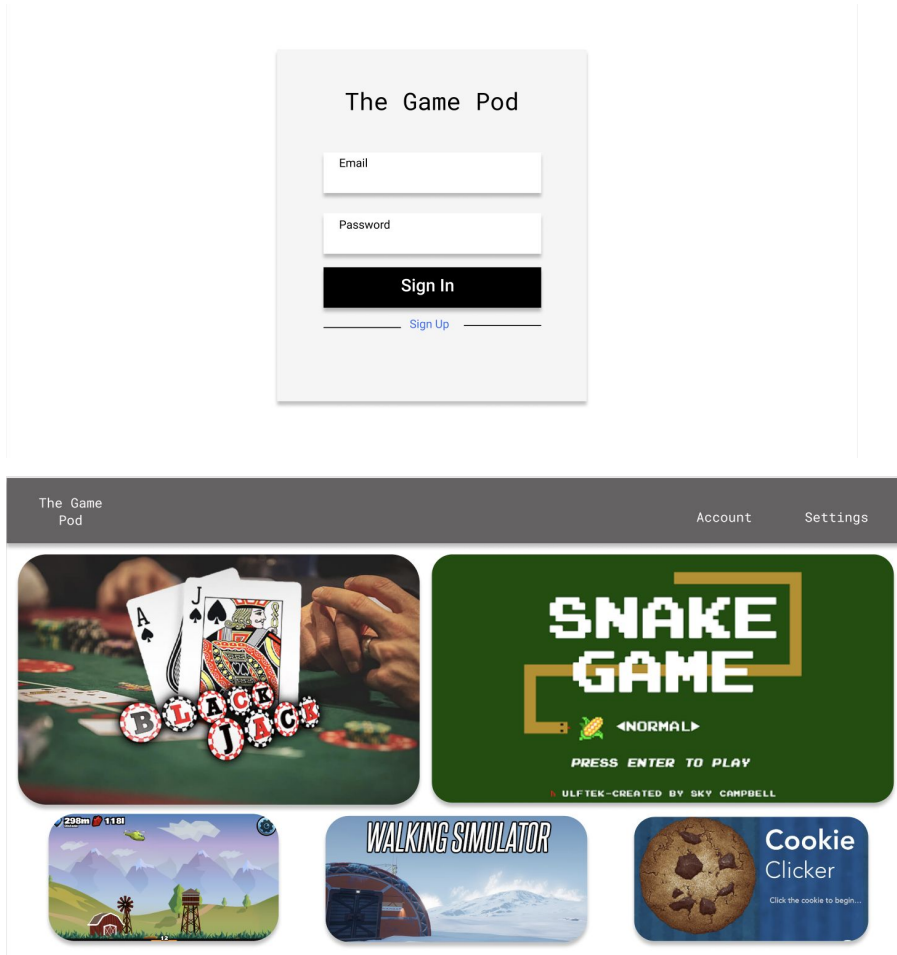 The Game Pod
Email
Password
Sign In
Sign Up
The Game
Pod
Account
Settings
A
J
BLACK
JACK
SNAKE
GAME
◄NORMAL►
PRESS ENTER TO PLAY
ULFTEK-CREATED BY SKY CAMPBELL
298m 118
12
WALKING SIMULATOR
Cookie
Clicker
Click the cookie to begin...